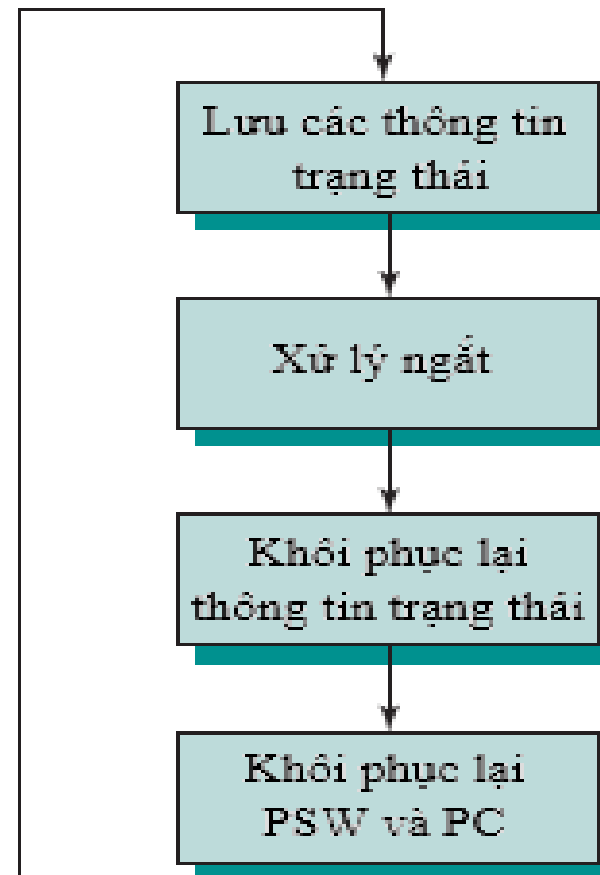 Lưu các thông tin
trạng thái
Xử lý ngắt
Khôi phục lại
thông tin trạng thái
Khôi phục lại
PSW và PC